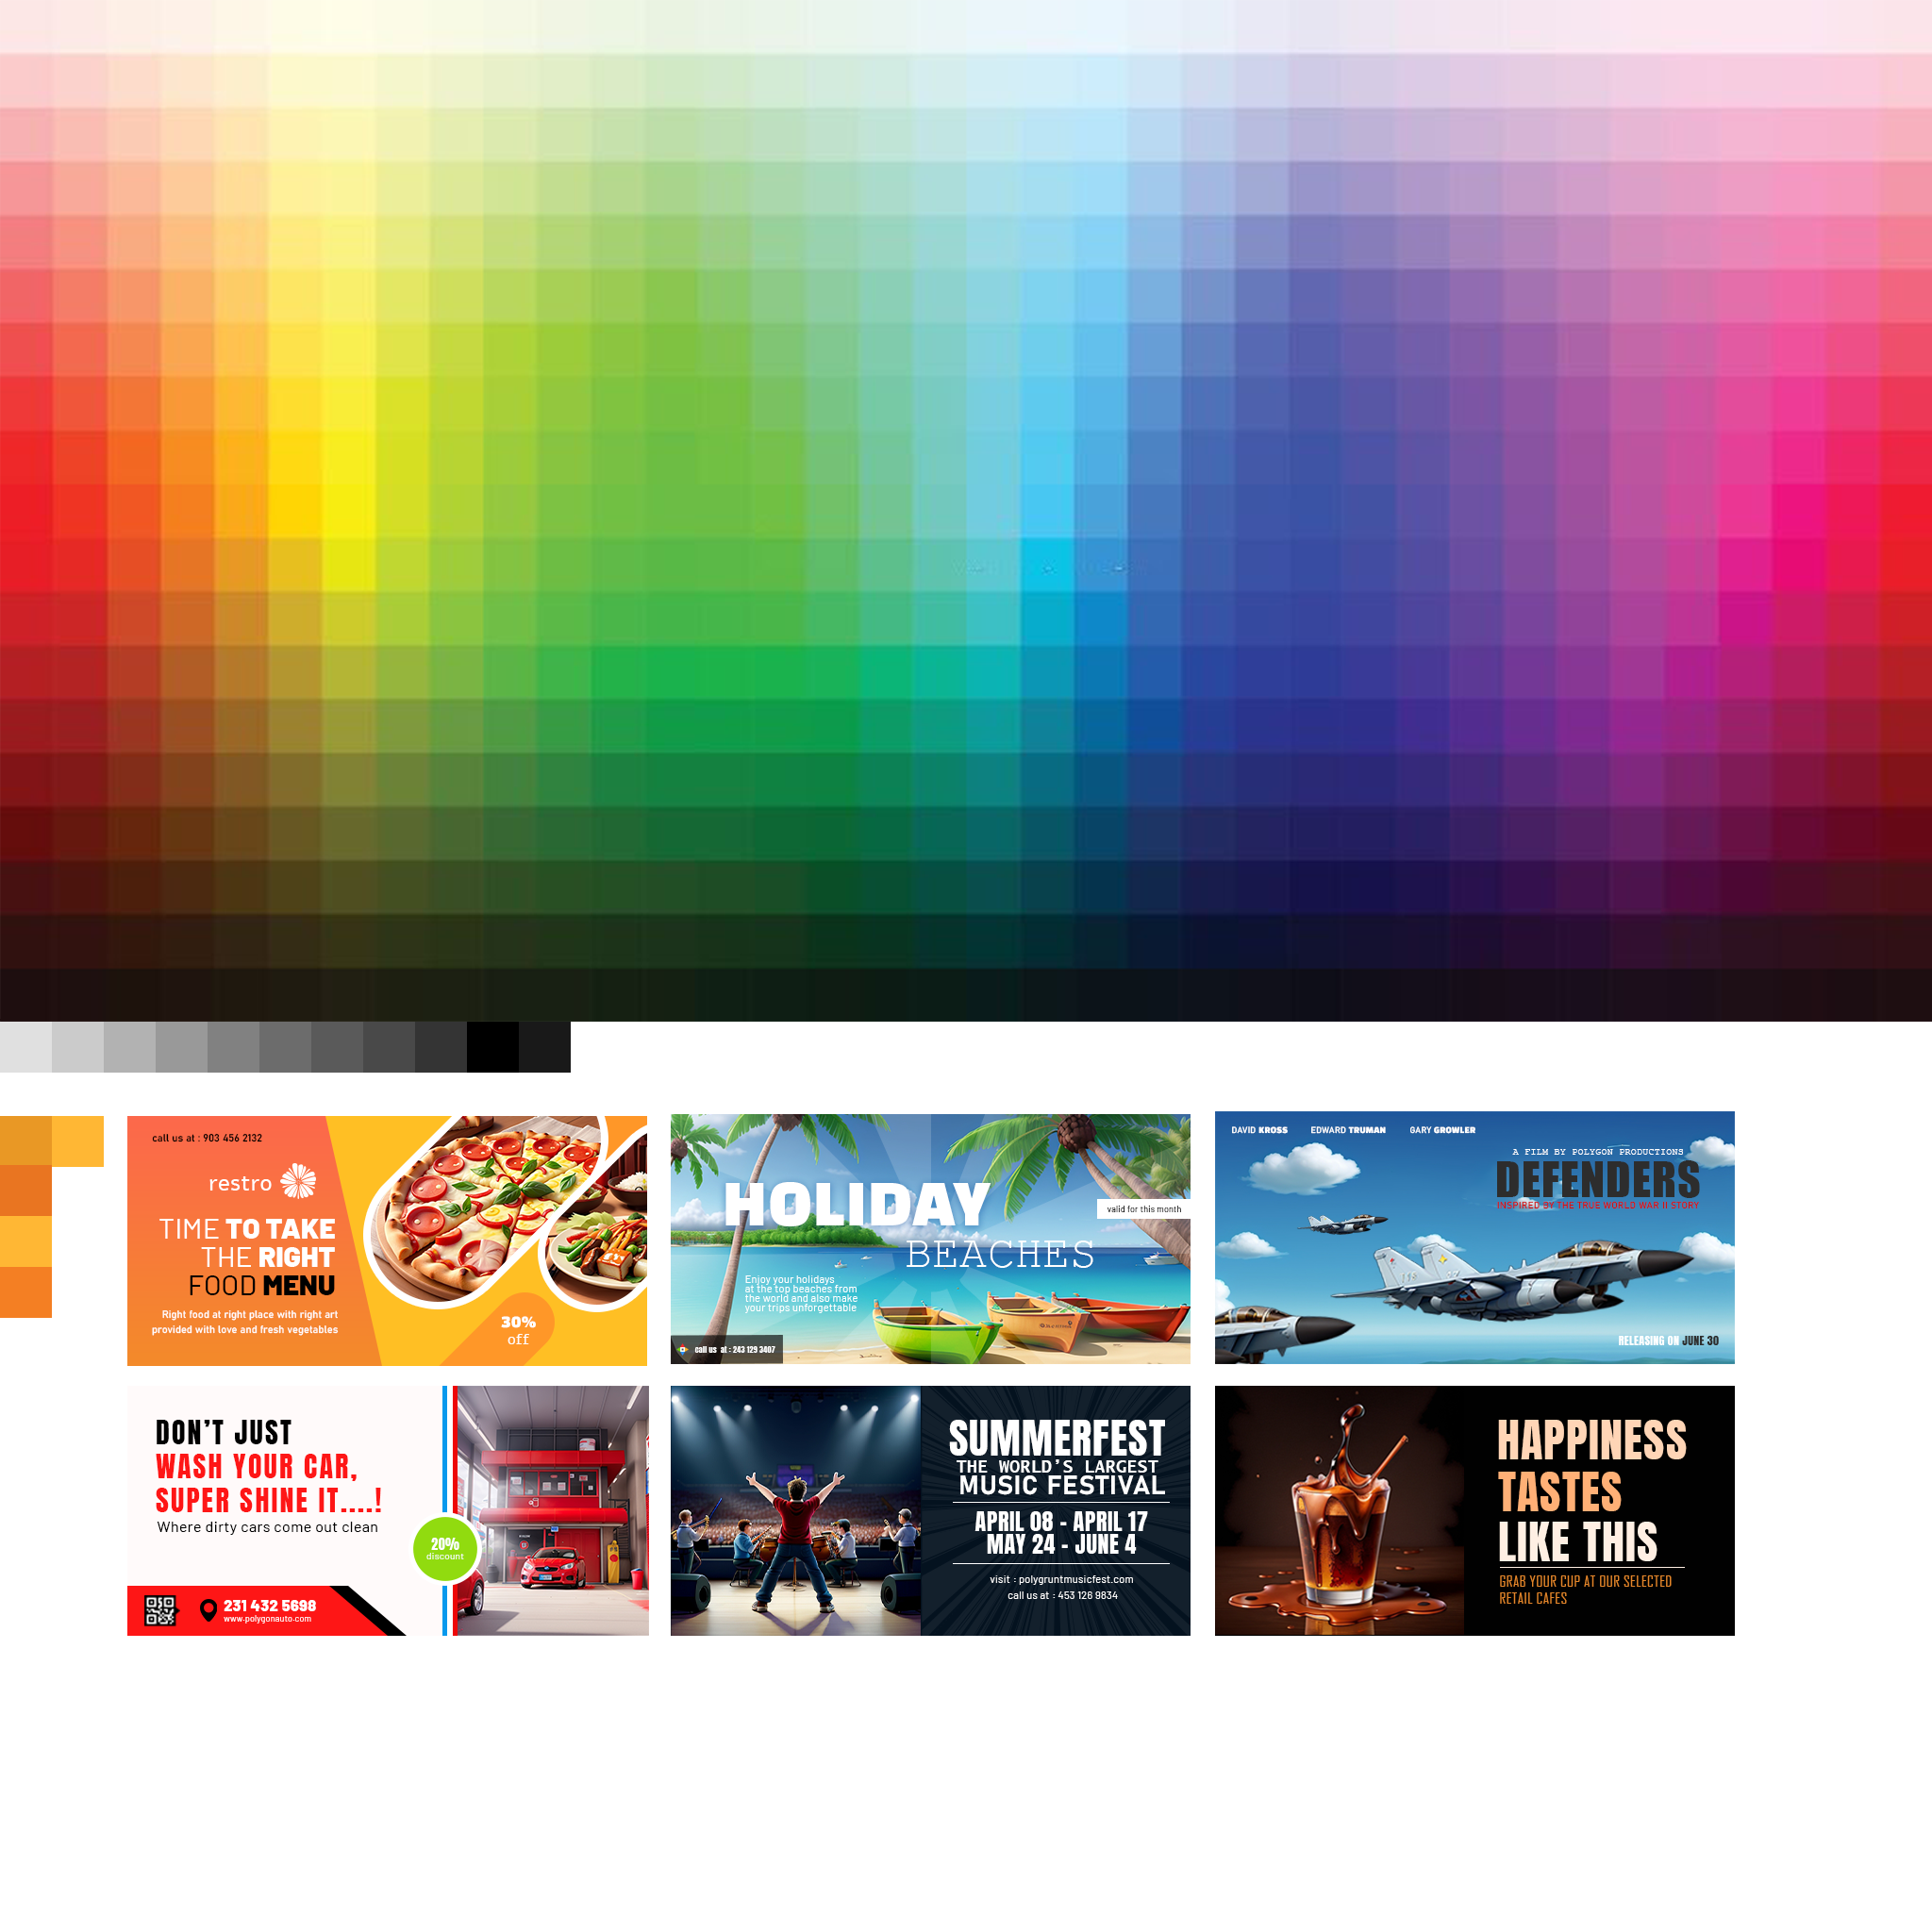 call us at : 903 456 2132
restro
TIME TO TAKE
THE RIGHT
FOOD MENU
Right food at right place with right art
provided with love and fresh vegetables
30%
off
HOLIDAY
BEACHES
valid for this month
Enjoy your holidays
at the top beaches from
the world and also make
your trips unforgettable
call us at : 243 129 3467
DAVID KROSS EDWARD TRUMAN GARY GROWLER
A FILM BY POLYGON PRODUCTIONS
DEFENDERS
INSPIRED BY THE TRUE WORLD WAR II STORY
RELEASING ON JUNE 30
DON'T JUST
WASH YOUR CAR,
SUPER SHINE IT....!
Where dirty cars come out clean
20%
discount
231 432 5698
www.polygonauto.com
SUMMERFEST
THE WORLD'S LARGEST
MUSIC FESTIVAL
APRIL 08 - APRIL 17
MAY 24 - JUNE 4
visit : polygruntmusicfest.com
call us at : 453 126 9834
HAPPINESS
TASTES
LIKE THIS
GRAB YOUR CUP AT OUR SELECTED
RETAIL CAFES